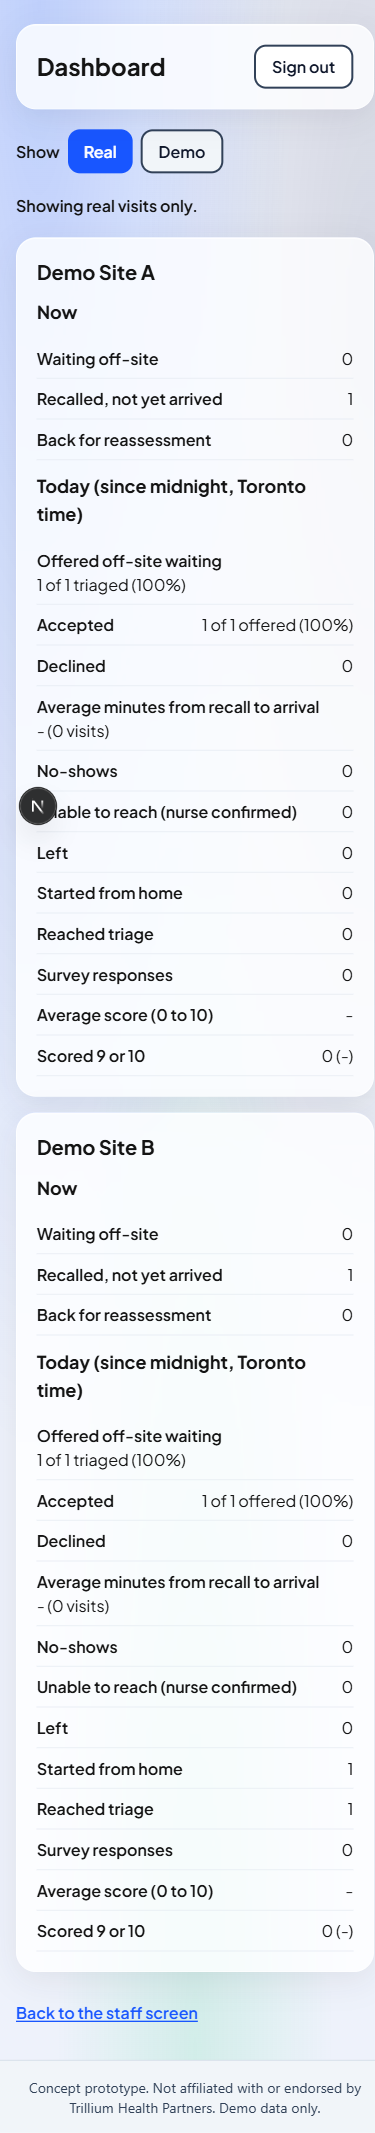 Dashboard
Sign out
Show
Real
Demo
Showing real visits only.
Demo Site A
Now
Waiting off-site 0
Recalled, not yet arrived 1
Back for reassessment 0
Today (since midnight, Toronto
time)
Offered off-site waiting
1 of 1 triaged (100%)
Accepted 1 of 1 offered (100%)
Declined 0
Average minutes from recall to arrival
- (0 visits)
No-shows 0
N
able to reach (nurse confirmed) 0
Left 0
Started from home 0
Reached triage 0
Survey responses 0
Average score (0 to 10) -
Scored 9 or 10 0 (-)
Demo Site B
Now
Waiting off-site 0
Recalled, not yet arrived 1
Back for reassessment 0
Today (since midnight, Toronto
time)
Offered off-site waiting
1 of 1 triaged (100%)
Accepted 1 of 1 offered (100%)
Declined 0
Average minutes from recall to arrival
- (0 visits)
No-shows 0
Unable to reach (nurse confirmed) 0
Left 0
Started from home 1
Reached triage 1
Survey responses 0
Average score (0 to 10) -
Scored 9 or 10 0 (-)
Back to the staff screen
Concept prototype. Not affiliated with or endorsed by
Trillium Health Partners. Demo data only.